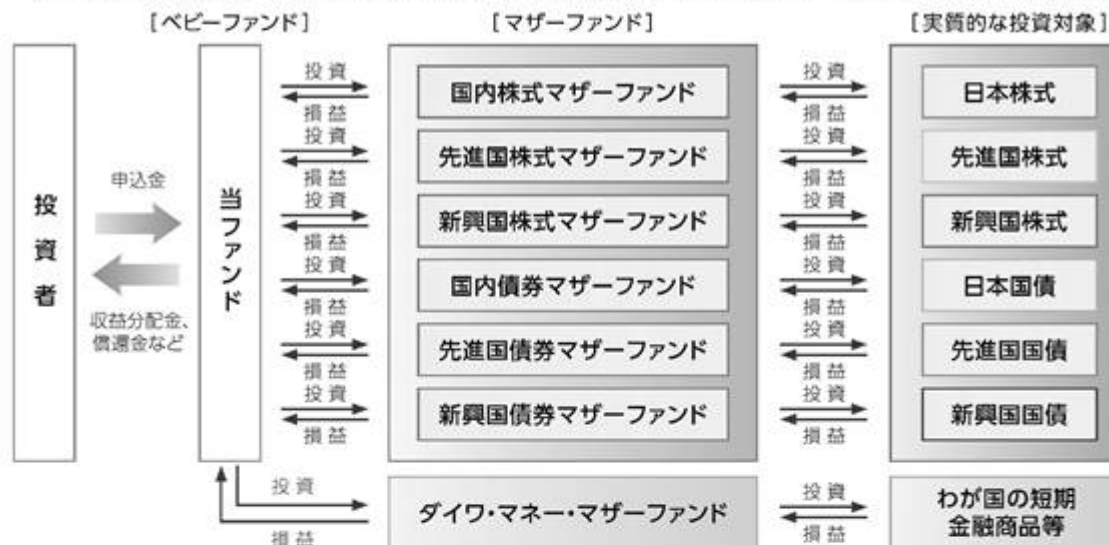 [ベビーファンド]
[マザーファンド]
[実質的な投資対象]
投資者
申込金
収益分配金、
償還金など
当ファンド
投資
損益
国内株式マザーファンド
投資
損益
日本株式
投資
損益
先進国株式マザーファンド
投資
損益
先進国株式
投資
損益
新興国株式マザーファンド
投資
損益
新興国株式
投資
損益
国内債券マザーファンド
投資
損益
日本国債
投資
損益
先進国債券マザーファンド
投資
損益
先進国国債
投資
損益
新興国債券マザーファンド
投資
損益
新興国国債
投資
損益
ダイワ・マネー・マザーファンド
投資
損益
わが国の短期
金融商品等